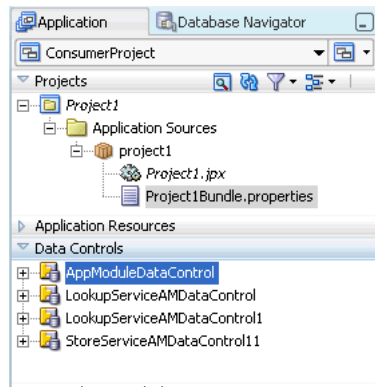 Application
Database Navigator
ConsumerProject
Projects
Project1
Application Sources
project1
Project1.jpx
Project1Bundle.properties
Application Resources
Data Controls
AppModuleDataControl
LookupServiceAMDataControl
LookupServiceAMDataControl1
StoreServiceAMDataControl11